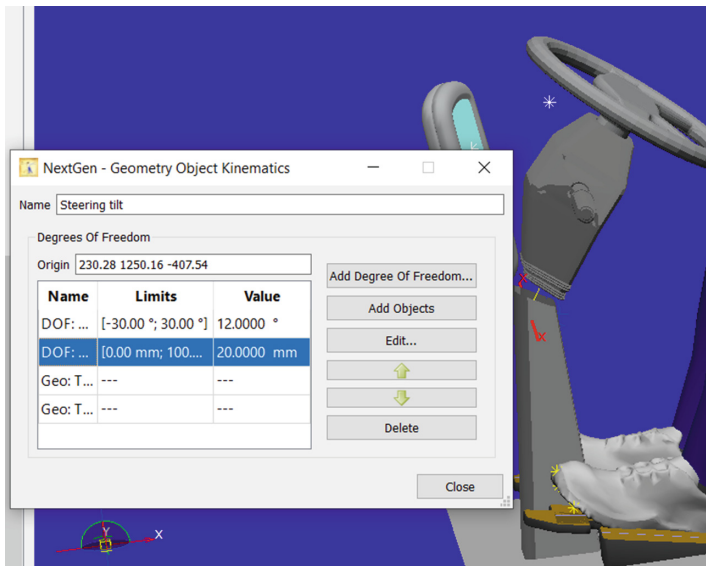 NextGen - Geometry Object Kinematics
Name Steering tilt
Degrees Of Freedom
Origin 230.28 1250.16 -407.54
Name Limits Value
DOF: ... [-30.00 °; 30.00 °] 12.0000 °
DOF: ... [0.00 mm; 100.... 20.0000 mm
Geo: T... ---  ---
Geo: T... ---  ---
Add Degree Of Freedom...
Add Objects
Edit...
Delete
Close
X
Y
X